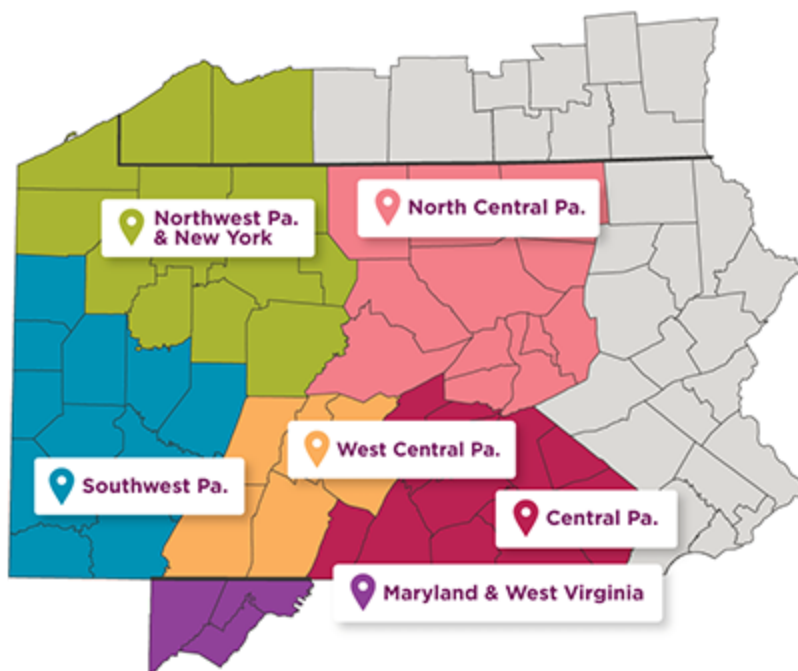 Northwest Pa.
& New York
North Central Pa.
West Central Pa.
Southwest Pa.
Central Pa.
Maryland & West Virginia